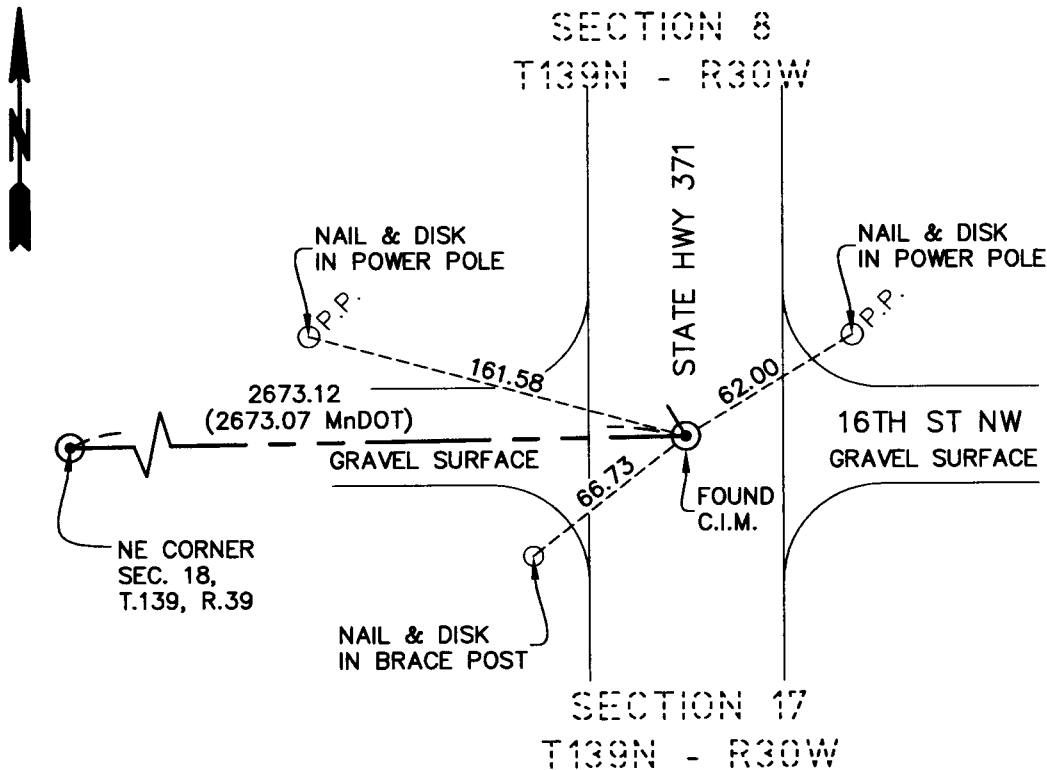 SECTION 8
T139N - R30W
N
STATE HWY 371
NAIL & DISK
IN POWER POLE
P.P.
NAIL & DISK
IN POWER POLE
P.P.
161.58
62.00
2673.12
(2673.07 MnDOT)
GRAVEL SURFACE
16TH ST NW
GRAVEL SURFACE
66.73
FOUND
C.I.M.
NE CORNER
SEC. 18,
T.139, R.39
NAIL & DISK
IN BRACE POST
SECTION 17
T139N - R30W